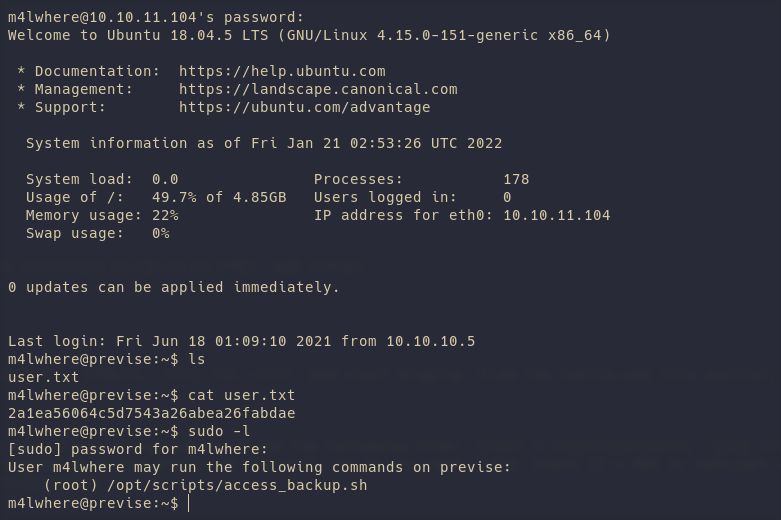 m4lwhere@10.10.11.104's password:
Welcome to Ubuntu 18.04.5 LTS (GNU/Linux 4.15.0-151-generic x86_64)
* Documentation:  https://help.ubuntu.com
* Management:     https://landscape.canonical.com
* Support:        https://ubuntu.com/advantage
System information as of Fri Jan 21 02:53:26 UTC 2022
System load:  0.0               Processes:           178
Usage of /:   49.7% of 4.85GB   Users logged in:     0
Memory usage: 22%               IP address for eth0: 10.10.11.104
Swap usage:   0%
0 updates can be applied immediately.
Last login: Fri Jun 18 01:09:10 2021 from 10.10.10.5
m4lwhere@previse:~$ ls
user.txt
m4lwhere@previse:~$ cat user.txt
2a1ea56064c5d7543a26abea26fabdae
m4lwhere@previse:~$ sudo -l
[sudo] password for m4lwhere:
User m4lwhere may run the following commands on previse:
    (root) /opt/scripts/access_backup.sh
m4lwhere@previse:~$